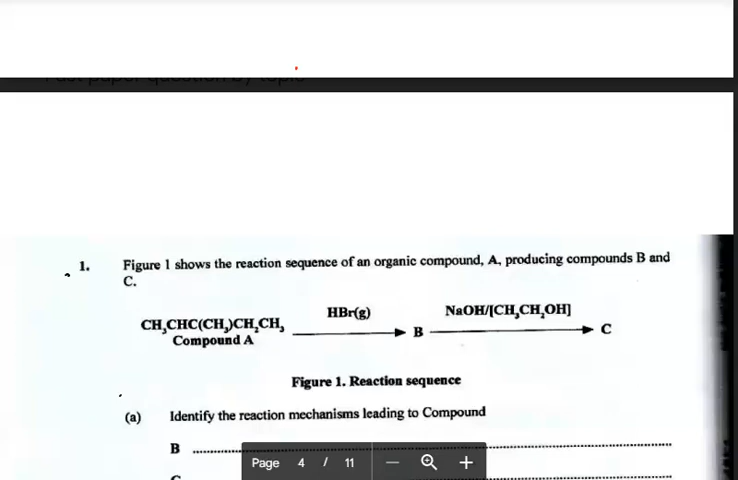 1. Figure 1 shows the reaction sequence of an organic compound, A, producing compounds B and
C.
HBr(g) NaOH/[CH₃CH₂OH]
CH₃CHC(CH₃)CH₂CH₃ B C
Compound A
Figure 1. Reaction sequence
(a) Identify the reaction mechanisms leading to Compound
B
Page 4 / 11